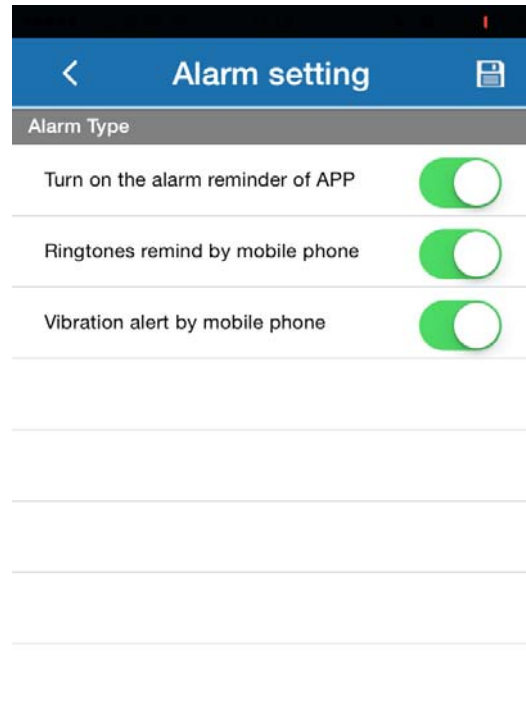 Alarm setting
Alarm Type
Turn on the alarm reminder of APP
Ringtones remind by mobile phone
Vibration alert by mobile phone